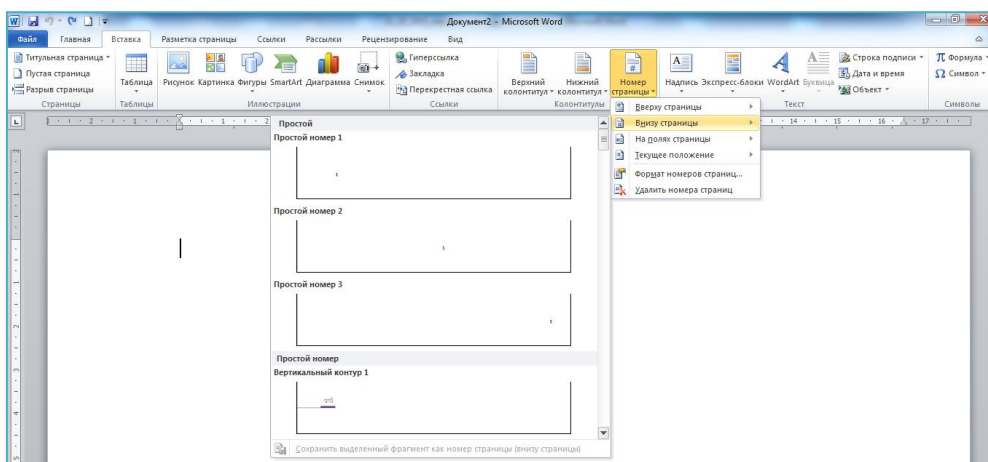 Документ2 - Microsoft Word
Файл Главная Вставка Разметка страницы Ссылки Рассылки Рецензирование Вид
Титульная страница
Пустая страница
Разрыв страницы
Страницы
Таблица
Таблицы
Рисунок Картинка Фигуры SmartArt Диаграмма Снимок
Иллюстрации
Гиперссылка
Закладка
Перекрестная ссылка
Ссылки
Верхний колонтитул
Нижний колонтитул
Номер страницы
Колонтитулы
Надпись Экспресс-блоки WordArt Буквица
Строка подписи
Дата и время
Объект
Текст
Формула
Символ
Символы
Вверху страницы
Внизу страницы
На полях страницы
Текущее положение
Формат номеров страниц...
Удалить номера страниц
Простой
Простой номер 1
Простой номер 2
Простой номер 3
Простой номер
Вертикальный контур 1
Сохранить выделенный фрагмент как номер страницы (внизу страницы)